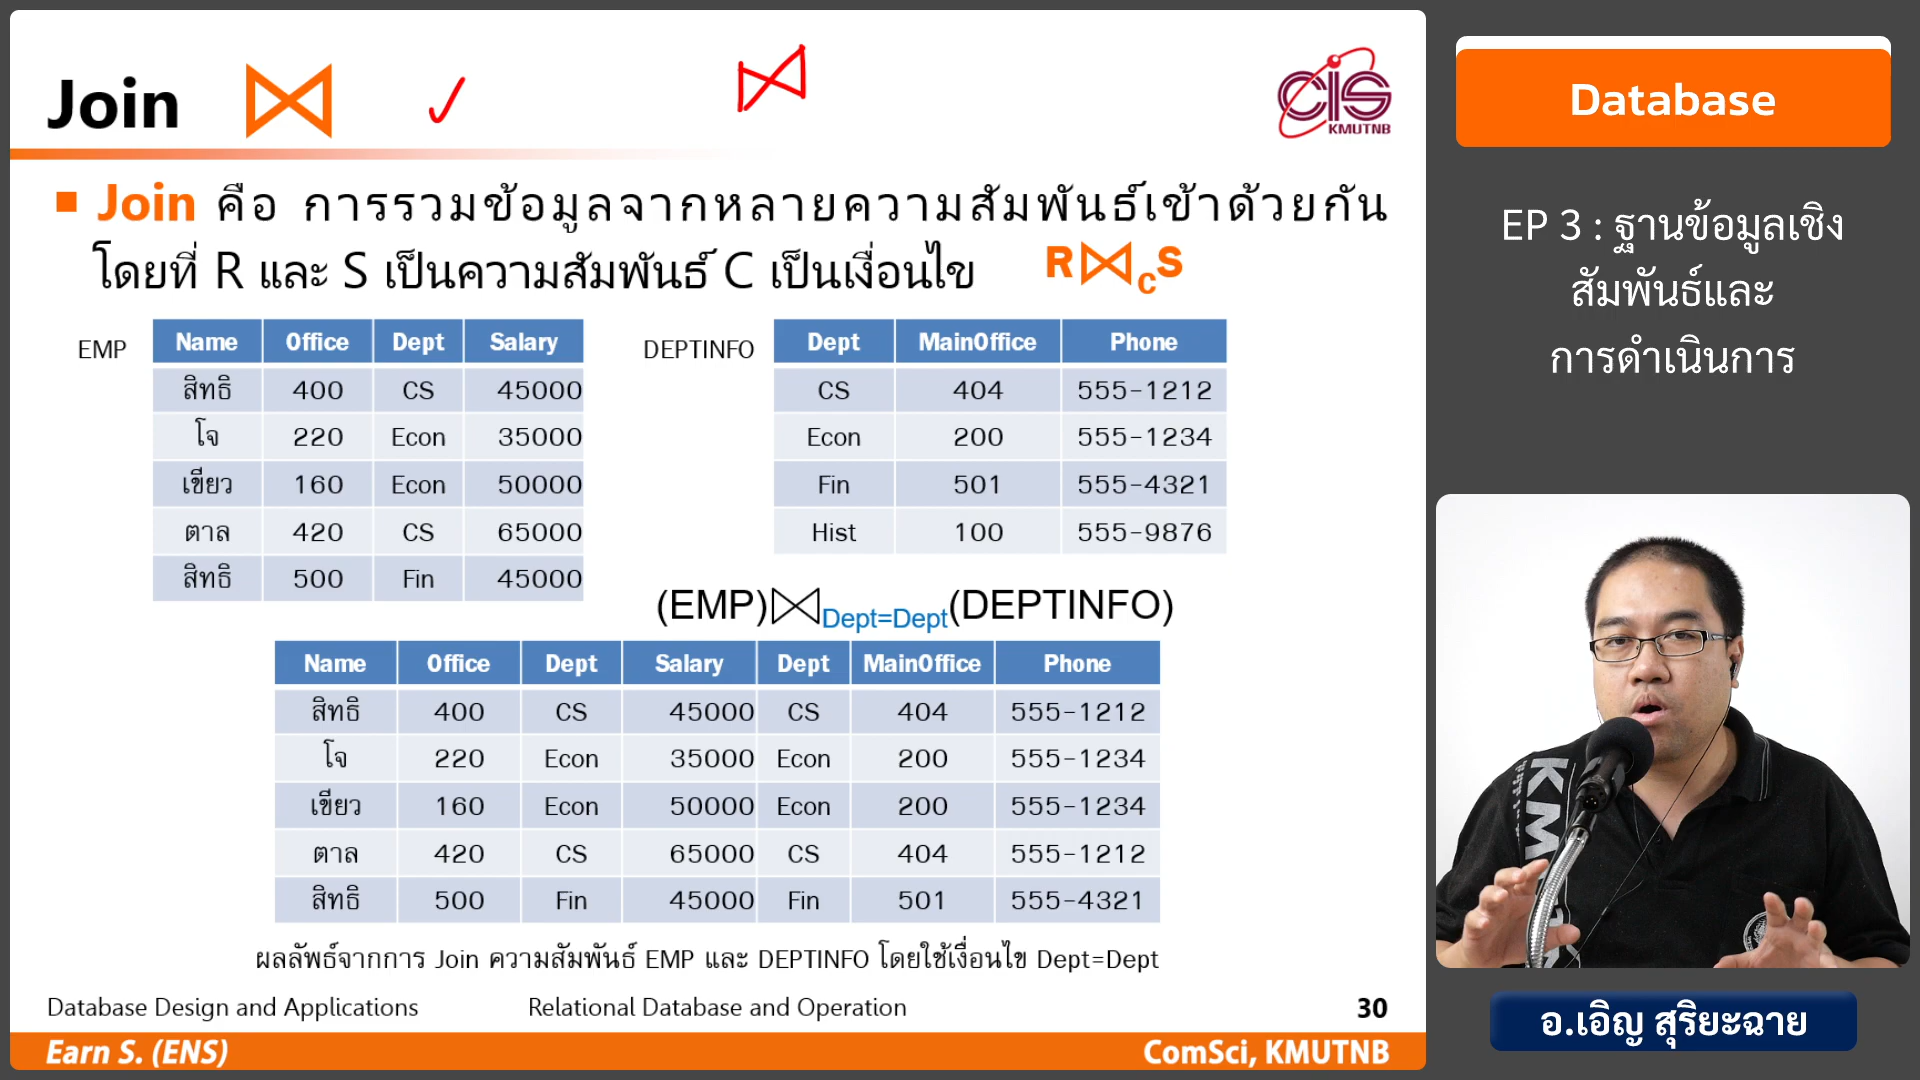 Join ⋈
CIS
KMUTNB
Join คือ การรวมข้อมูลจากหลายความสัมพันธ์เข้าด้วยกัน
โดยที่ R และ S เป็นความสัมพันธ์ C เป็นเงื่อนไข R⋈cS
EMP
Name Office Dept Salary
สิทธิ 400 CS 45000
โจ 220 Econ 35000
เขียว 160 Econ 50000
ตาล 420 CS 65000
สิทธิ 500 Fin 45000
DEPTINFO
Dept MainOffice Phone
CS 404 555-1212
Econ 200 555-1234
Fin 501 555-4321
Hist 100 555-9876
(EMP)⋈Dept=Dept(DEPTINFO)
Name Office Dept Salary Dept MainOffice Phone
สิทธิ 400 CS 45000 CS 404 555-1212
โจ 220 Econ 35000 Econ 200 555-1234
เขียว 160 Econ 50000 Econ 200 555-1234
ตาล 420 CS 65000 CS 404 555-1212
สิทธิ 500 Fin 45000 Fin 501 555-4321
ผลลัพธ์จากการ Join ความสัมพันธ์ EMP และ DEPTINFO โดยใช้เงื่อนไข Dept=Dept
Database Design and Applications Relational Database and Operation 30
Earn S. (ENS) ComSci, KMUTNB
Database
EP 3 : ฐานข้อมูลเชิง
สัมพันธ์และ
การดำเนินการ
อ.เอิญ สุริยะฉาย